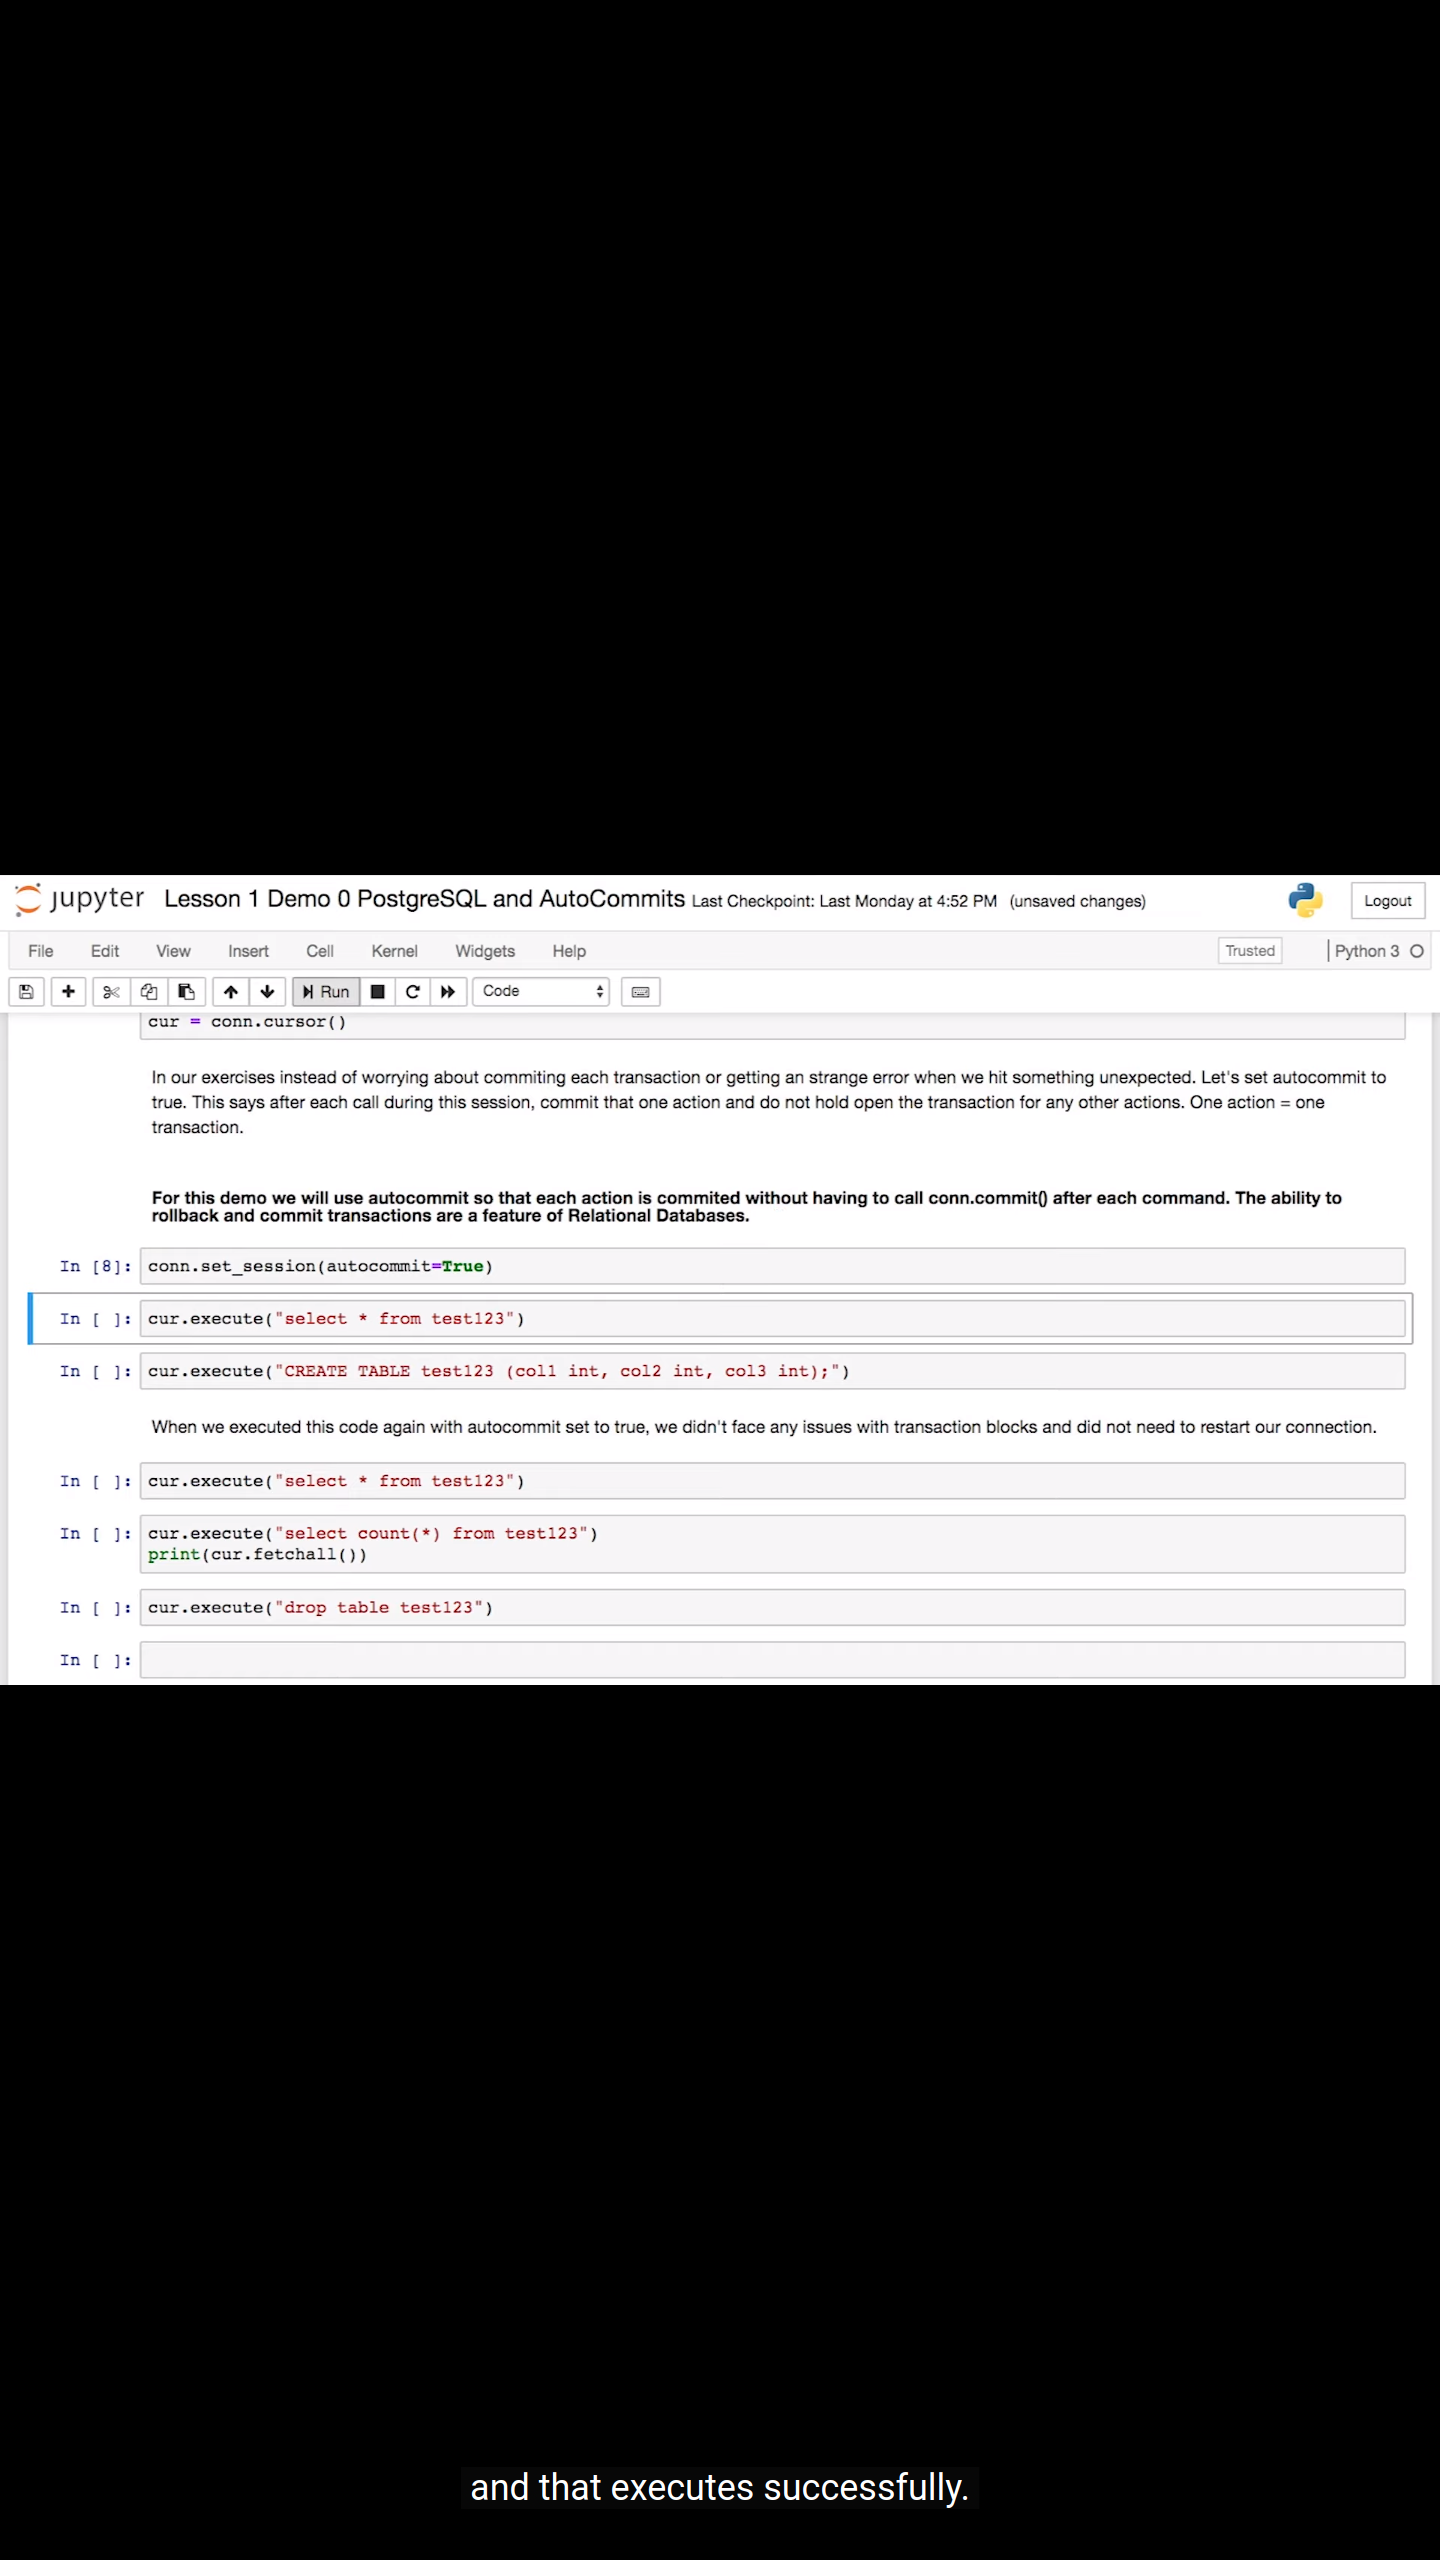 jupyter Lesson 1 Demo 0 PostgreSQL and AutoCommits Last Checkpoint: Last Monday at 4:52 PM (unsaved changes) Logout
File Edit View Insert Cell Kernel Widgets Help Trusted Python 3
Run Code
cur = conn.cursor()
In our exercises instead of worrying about commiting each transaction or getting an strange error when we hit something unexpected. Let's set autocommit to
true. This says after each call during this session, commit that one action and do not hold open the transaction for any other actions. One action = one
transaction.
For this demo we will use autocommit so that each action is commited without having to call conn.commit() after each command. The ability to
rollback and commit transactions are a feature of Relational Databases.
In [8]: conn.set_session(autocommit=True)
In [ ]: cur.execute("select * from test123")
In [ ]: cur.execute("CREATE TABLE test123 (col1 int, col2 int, col3 int);")
When we executed this code again with autocommit set to true, we didn't face any issues with transaction blocks and did not need to restart our connection.
In [ ]: cur.execute("select * from test123")
In [ ]: cur.execute("select count(*) from test123")
print(cur.fetchall())
In [ ]: cur.execute("drop table test123")
In [ ]:
and that executes successfully.